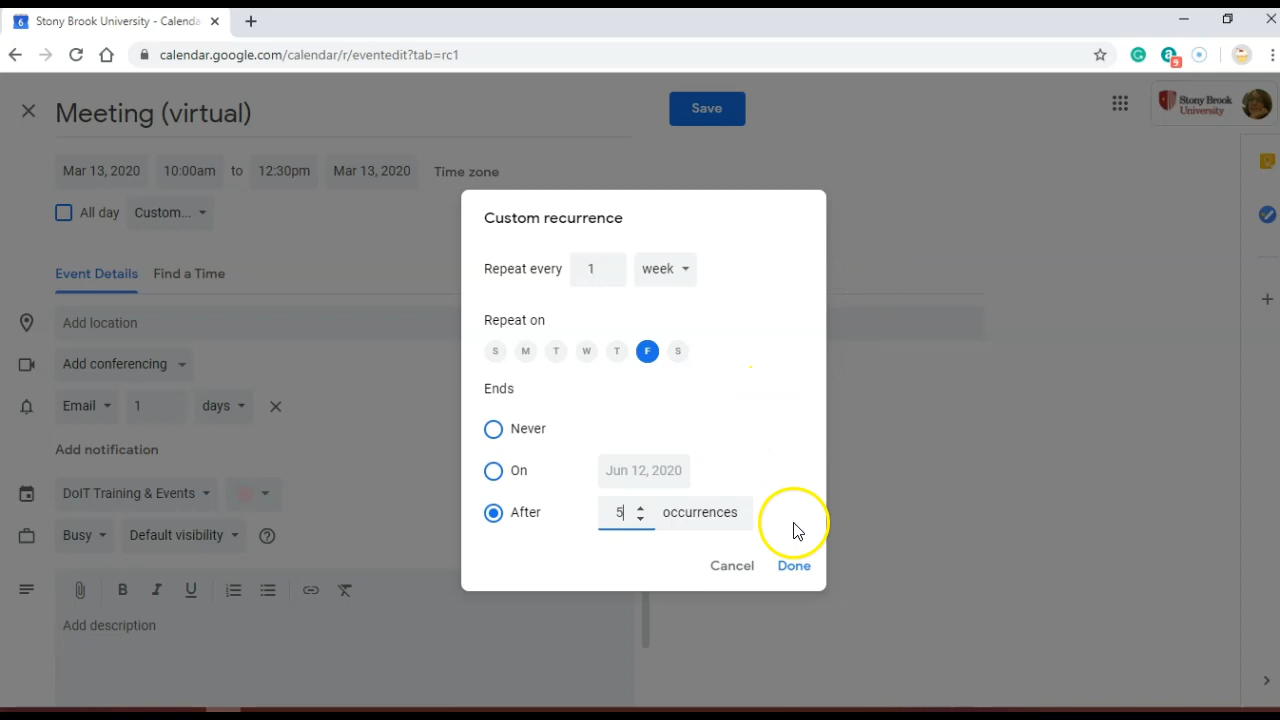 6 Stony Brook University - Calenda
calendar.google.com/calendar/r/eventedit?tab=rc1
9
Meeting (virtual)
Save
Stony Brook
University
Mar 13, 2020 10:00am to 12:30pm Mar 13, 2020 Time zone
All day Custom...
Event Details Find a Time
Add location
Add conferencing
Email 1 days
Add notification
DoIT Training & Events
Busy Default visibility
B I U
Add description
Custom recurrence
Repeat every 1 week
Repeat on
S M T W T F S
Ends
Never
On Jun 12, 2020
After 5 occurrences
Cancel Done